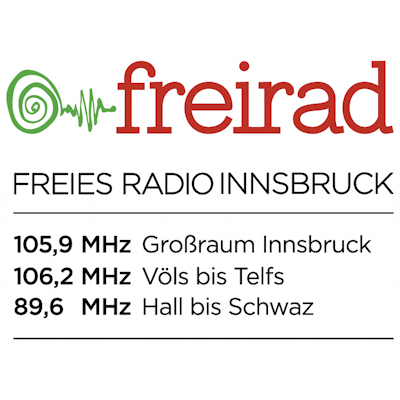 freirad
FREIES RADIO INNSBRUCK
105,9 MHz Großraum Innsbruck
106,2 MHz Völs bis Telfs
89,6 MHz Hall bis Schwaz